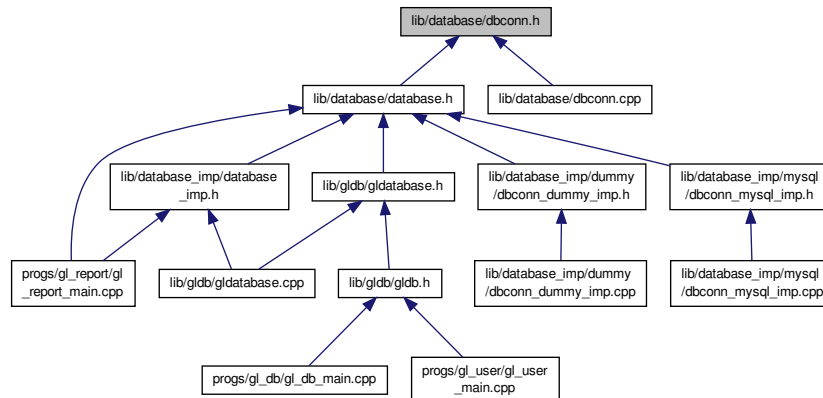 lib/database/dbconn.h
lib/database/database.h
lib/database/dbconn.cpp
lib/database_imp/database
_imp.h
lib/gldb/gldatabase.h
lib/database_imp/dummy
/dbconn_dummy_imp.h
lib/database_imp/mysql
/dbconn_mysql_imp.h
progs/gl_report/gl
_report_main.cpp
lib/gldb/gldatabase.cpp
lib/gldb/gldb.h
lib/database_imp/dummy
/dbconn_dummy_imp.cpp
lib/database_imp/mysql
/dbconn_mysql_imp.cpp
progs/gl_db/gl_db_main.cpp
progs/gl_user/gl_user
_main.cpp